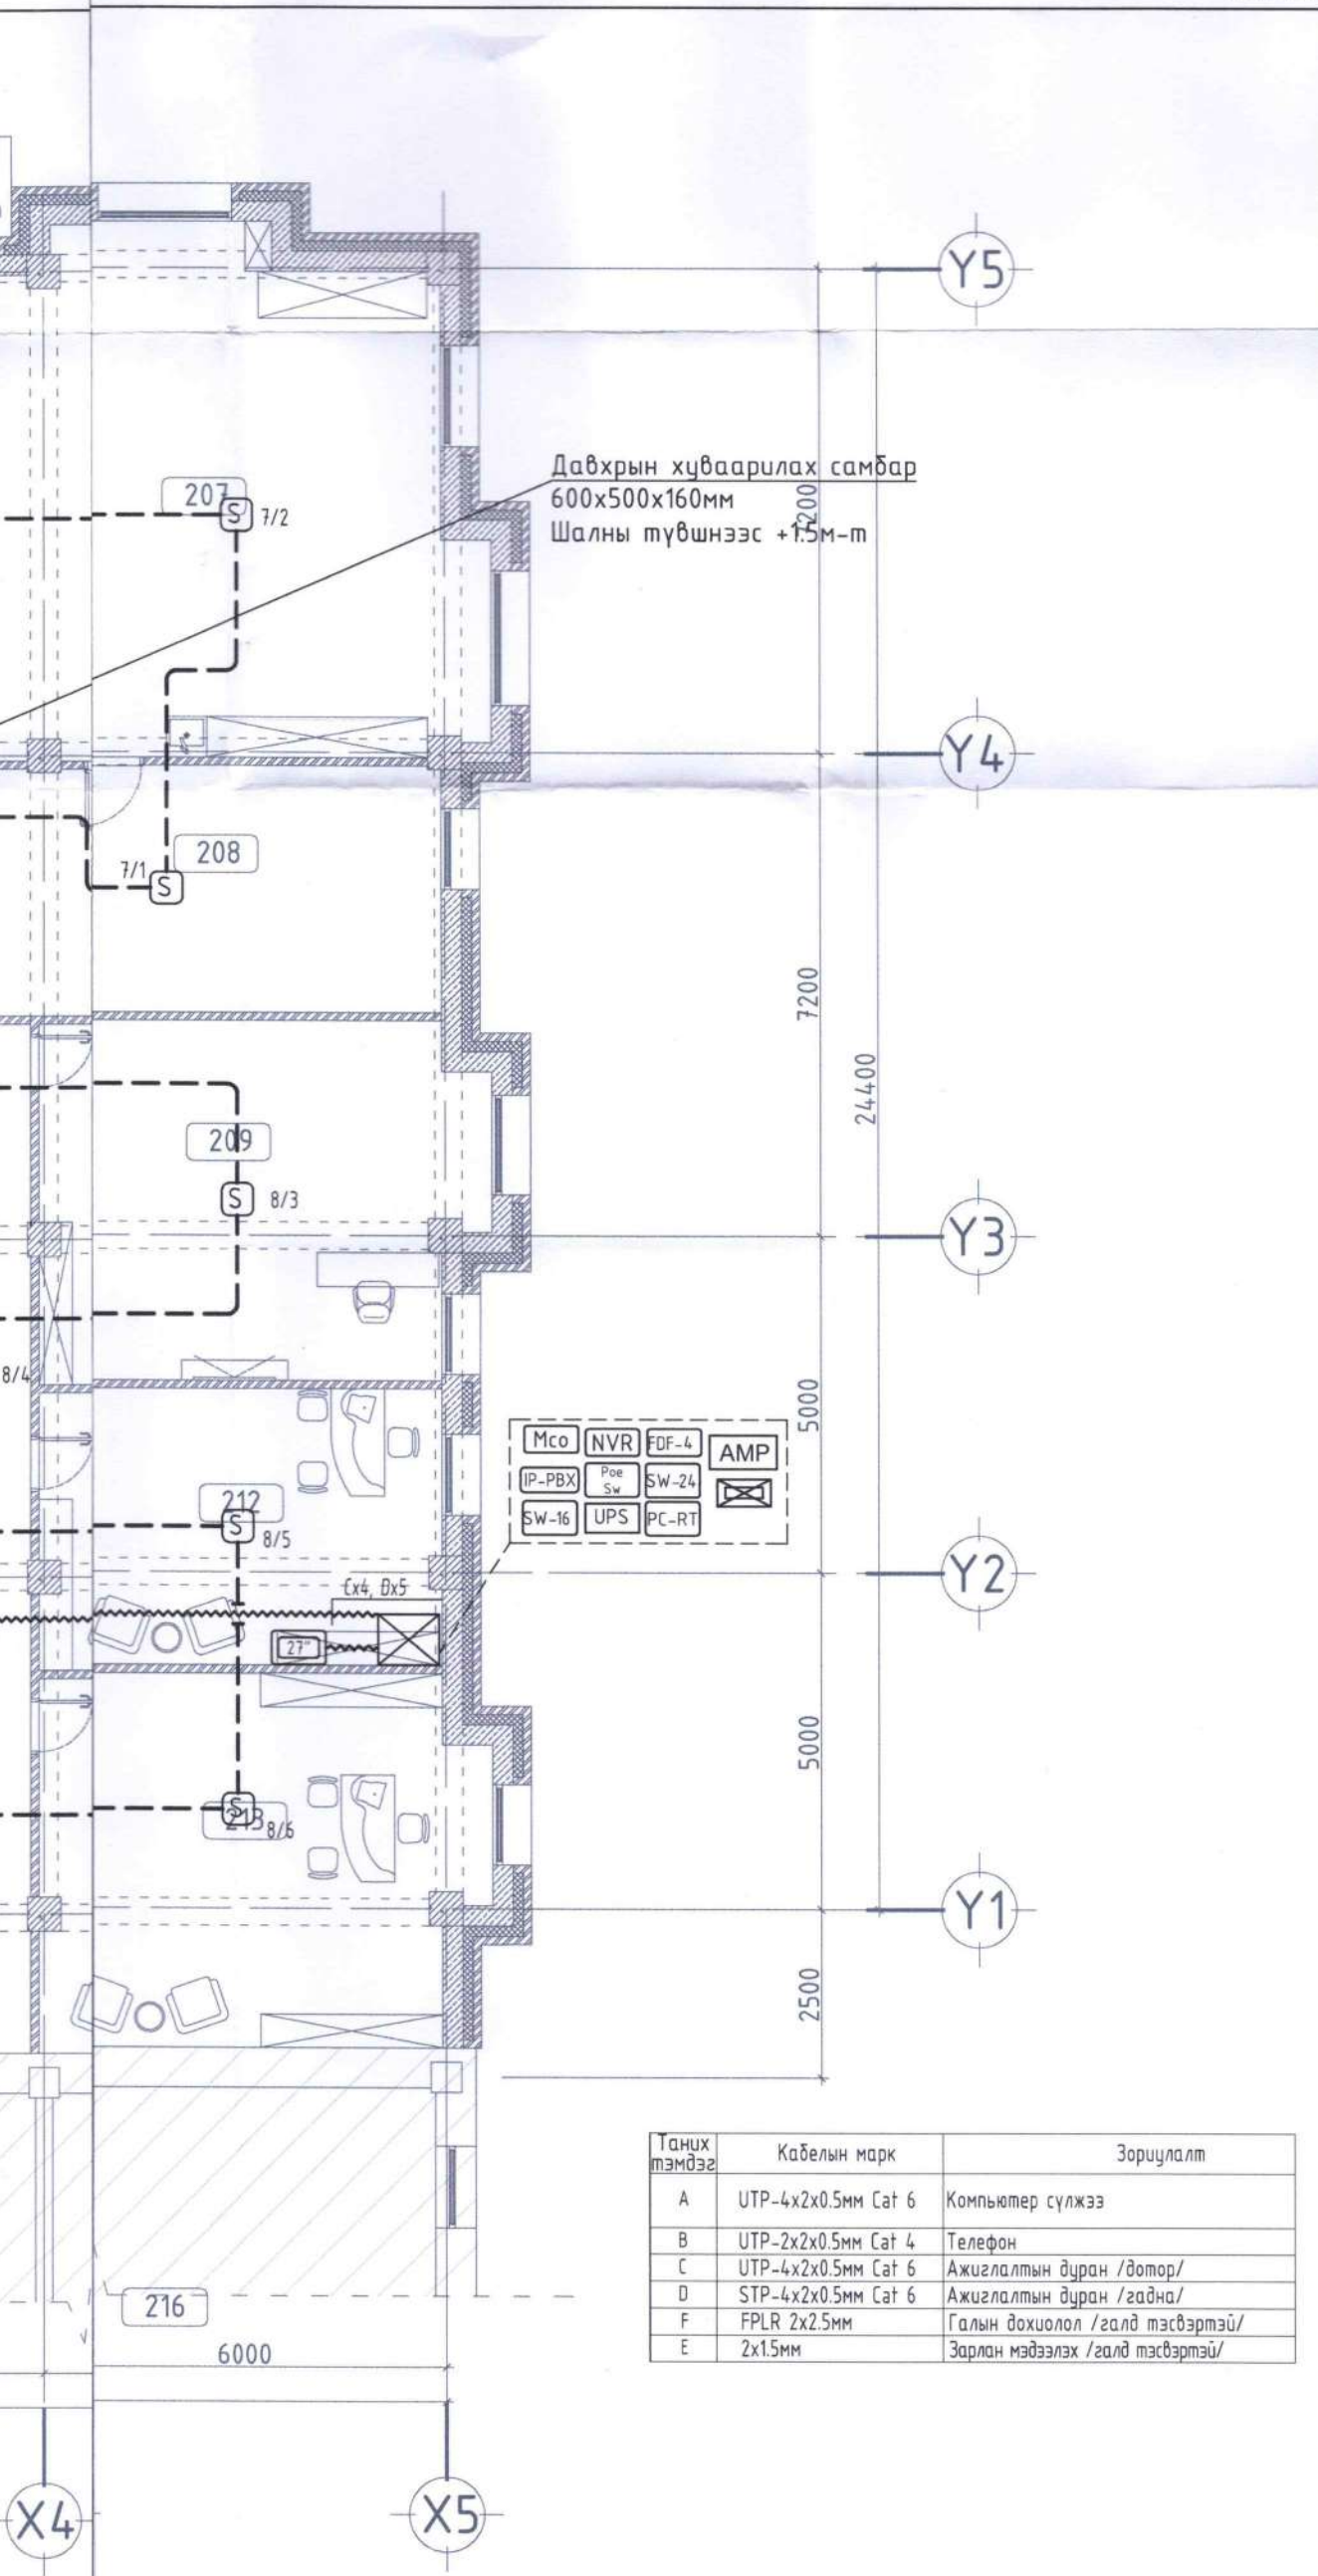 Y5
Давхрын хуваарилах самбар
600x500x160мм
Шалны түвшнээс +1.5м-т
7200
207
S
7/2
Y4
208
7/1
S
7200
24400
209
S
8/3
Y3
8/4
5000
Mco
NVR
FDF-4
AMP
IP-PBX
Poe
Sw
SW-24
SW-16
UPS
PC-RT
212
S
8/5
Y2
Cx4, Dx5
27"
5000
S
213
8/6
Y1
2500
Таних
тэмдэг
Кабелын марк
Зориулалт
A
UTP-4x2x0.5мм Cat 6
Компьютер сүлжээ
B
UTP-2x2x0.5мм Cat 4
Телефон
C
UTP-4x2x0.5мм Cat 6
Ажиглалтын дуран /дотор/
D
STP-4x2x0.5мм Cat 6
Ажиглалтын дуран /гадна/
F
FPLR 2x2.5мм
Галын дохиолол /галд тэсвэртэй/
E
2x1.5мм
Зарлан мэдээлэх /галд тэсвэртэй/
216
6000
X4
X5